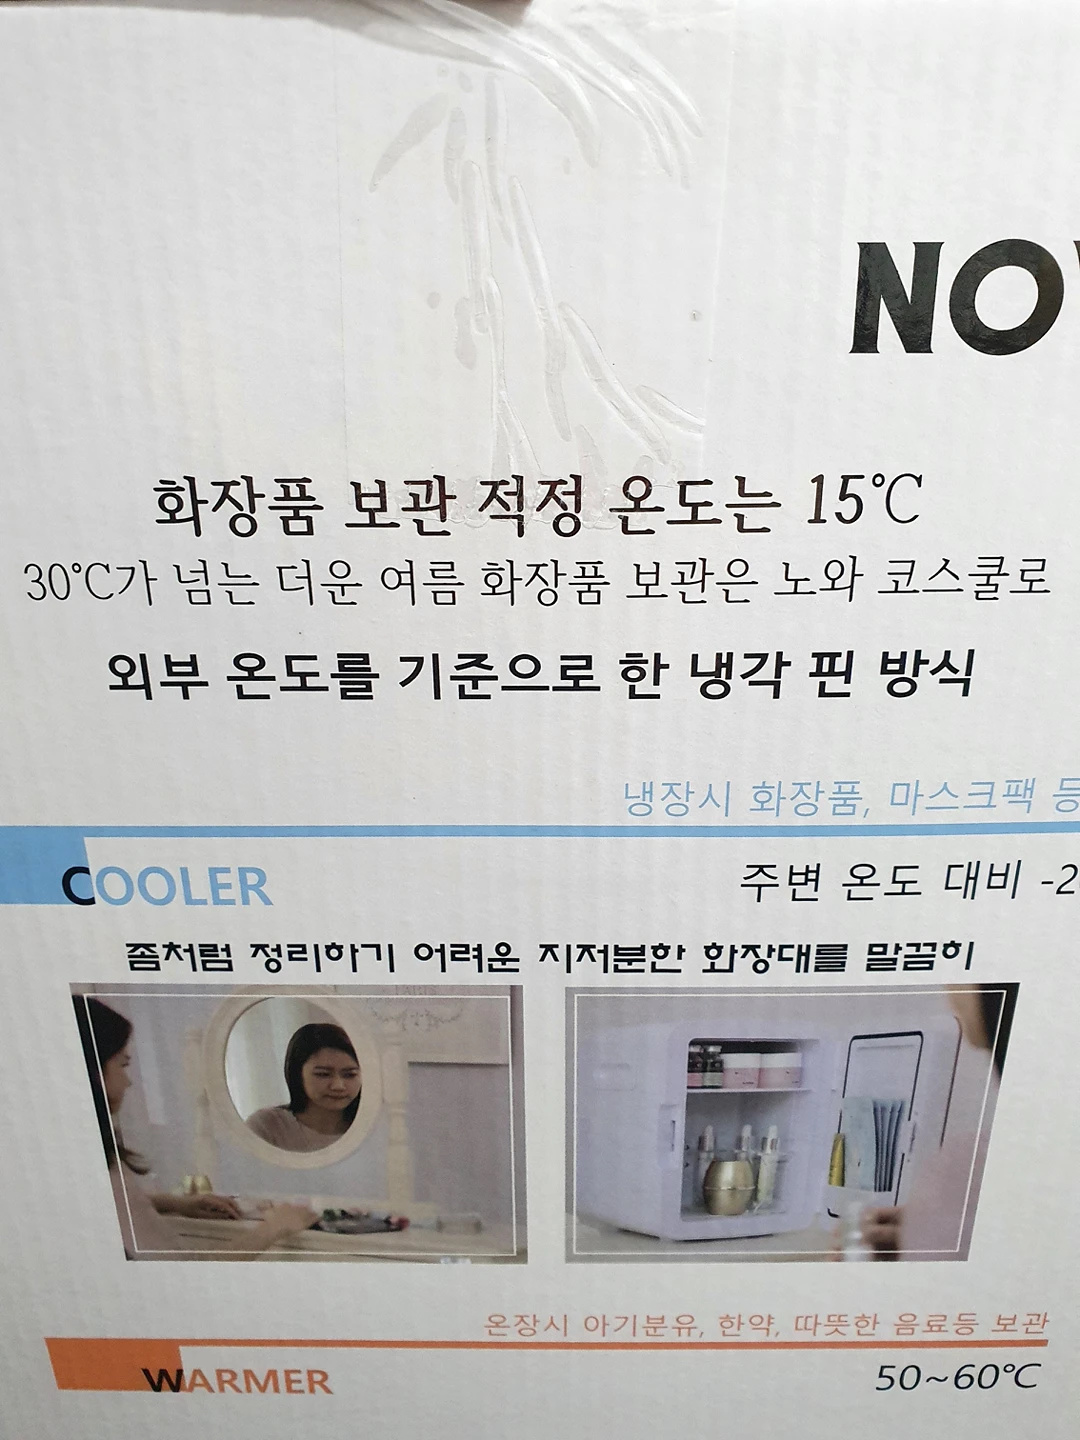 화장품 보관 적정 온도는 15°C
30°C가 넘는 더운 여름 화장품 보관은 노와 코스쿨로
외부 온도를 기준으로 한 냉각 핀 방식
냉장시 화장품, 마스크팩 등
COOLER
주변 온도 대비
좀처럼 정리하기 어려운 지저분한 화장대를 말끔히
온장시 아기분유, 한약, 따뜻한 음료등 보관
WARMER
50~60°C